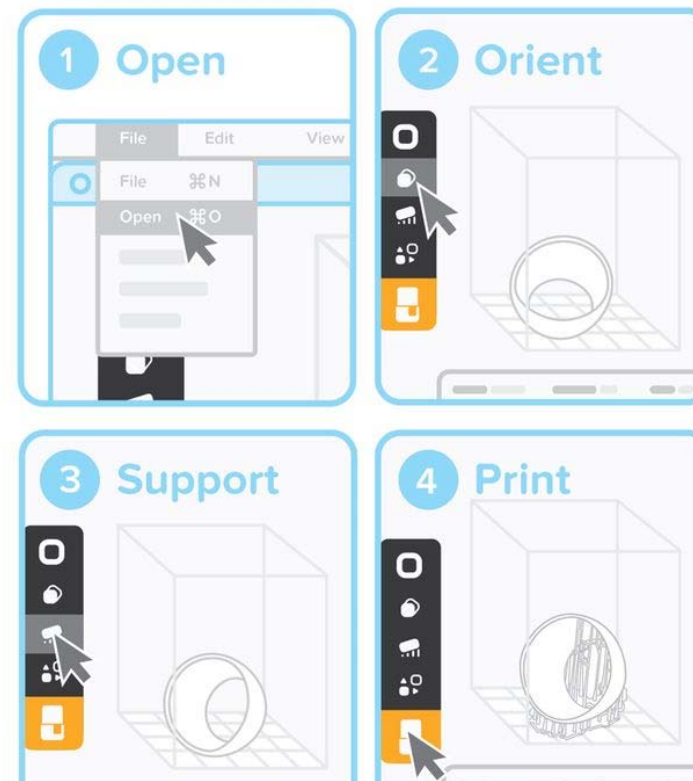 1 Open
File Edit View
File ⌘N
Open ⌘O
2 Orient
3 Support
4 Print